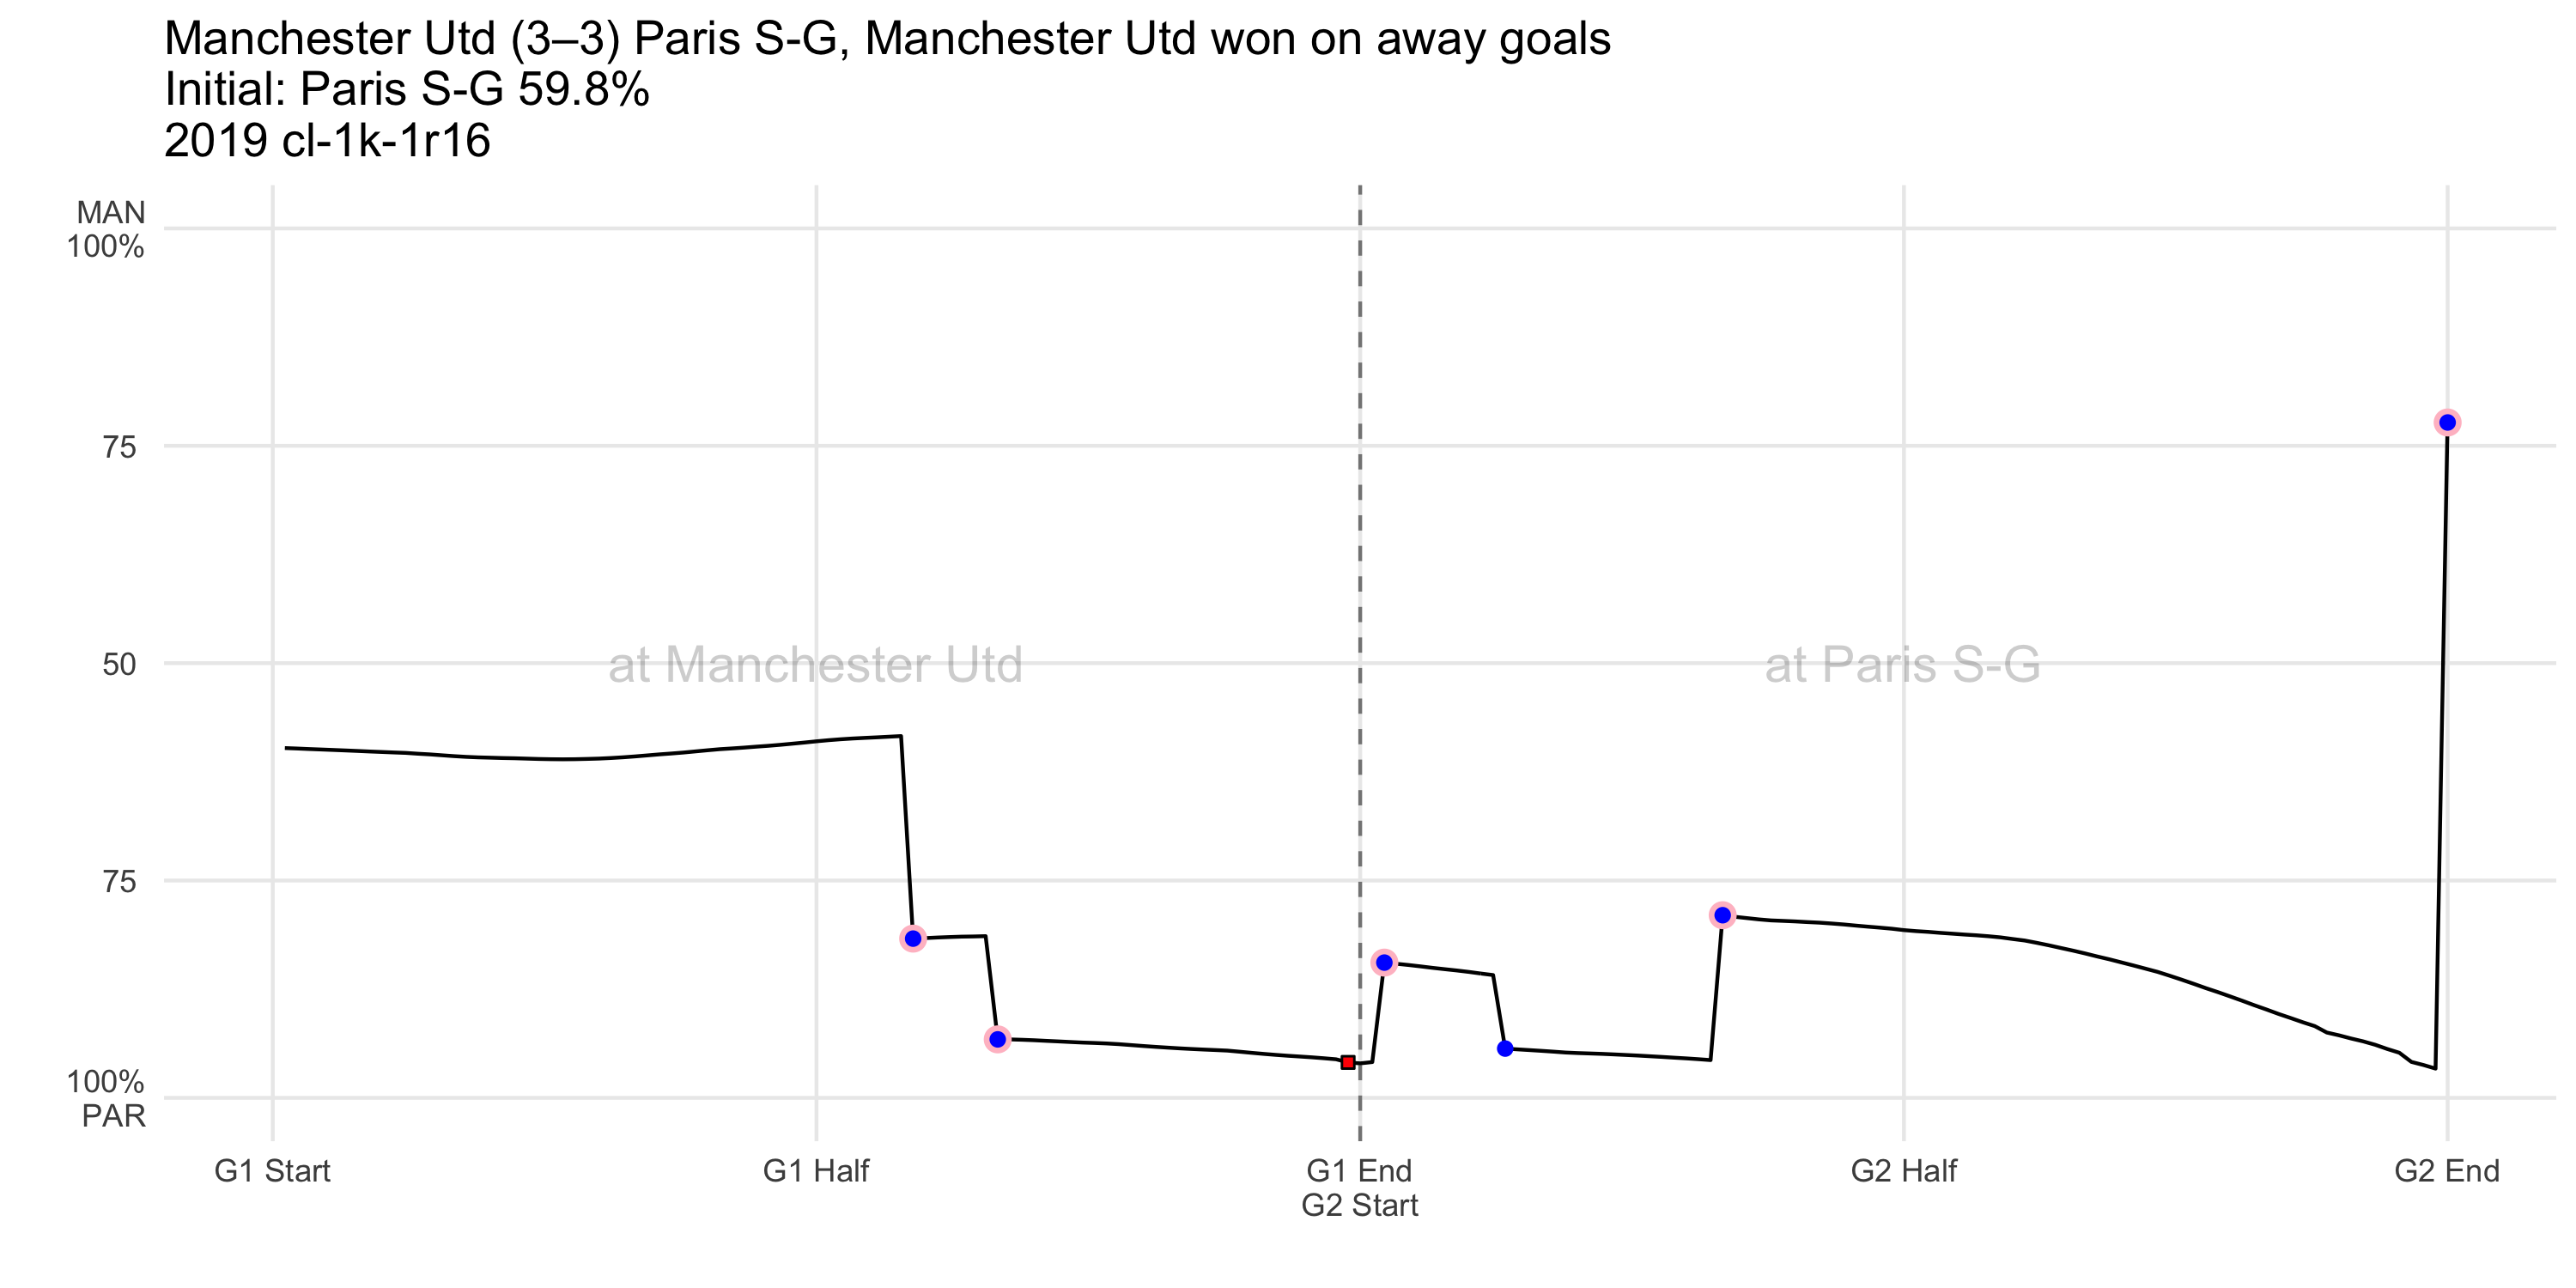 Manchester Utd (3–3) Paris S-G, Manchester Utd won on away goals
Initial: Paris S-G 59.8%
2019 cl-1k-1r16
MAN
100%
75
50
75
100%
PAR
at Manchester Utd
at Paris S-G
G1 Start
G1 Half
G1 End
G2 Start
G2 Half
G2 End